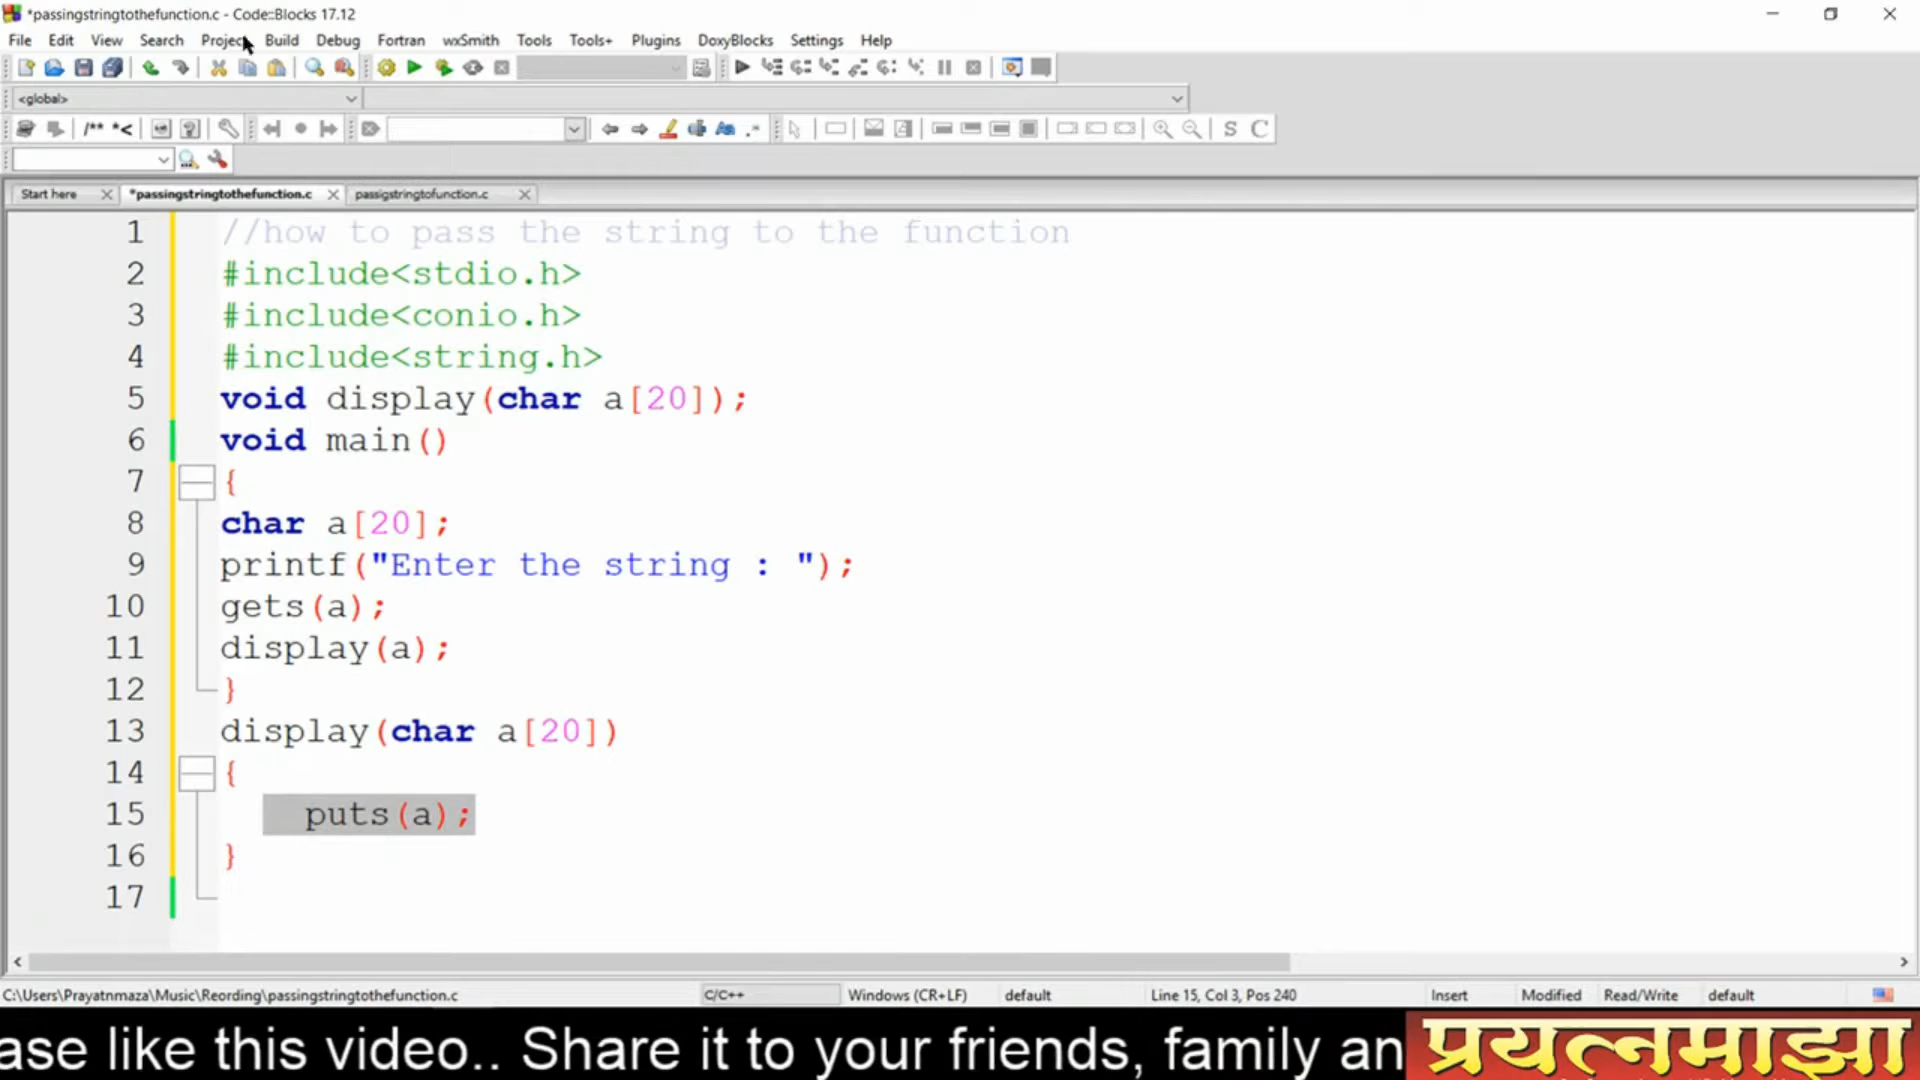 *passingstringtothefunction.c - Code::Blocks 17.12
File Edit View Search Project Build Debug Fortran wxSmith Tools Tools+ Plugins DoxyBlocks Settings Help
<global>
/** *<
S C
Start here *passingstringtothefunction.c passigstringtofunction.c
1 //how to pass the string to the function
2 #include<stdio.h>
3 #include<conio.h>
4 #include<string.h>
5 void display(char a[20]);
6 void main()
7 {
8 char a[20];
9 printf("Enter the string : ");
10 gets(a);
11 display(a);
12 }
13 display(char a[20])
14 {
15 puts(a);
16 }
17
C:\Users\Prayatnmaza\Music\Reording\passingstringtothefunction.c C/C++ Windows (CR+LF) default Line 15, Col 3, Pos 240 Insert Modified Read/Write default
ase like this video.. Share it to your friends, family an
प्रयत्नमाझा